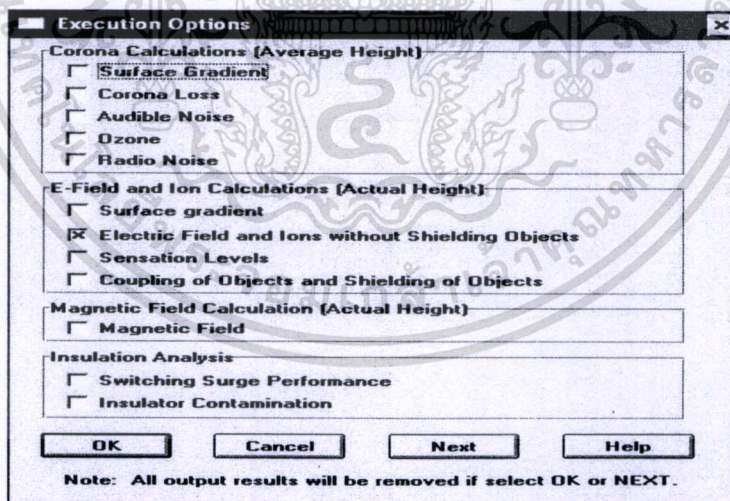 Execution Options
Corona Calculations (Average Height)
Surface Gradient
Corona Loss
Audible Noise
Ozone
Radio Noise
E-Field and Ion Calculations (Actual Height)
Surface gradient
Electric Field and Ions without Shielding Objects
Sensation Levels
Coupling of Objects and Shielding of Objects
Magnetic Field Calculation (Actual Height)
Magnetic Field
Insulation Analysis
Switching Surge Performance
Insulator Contamination
OK Cancel Next Help
Note: All output results will be removed if select OK or NEXT.